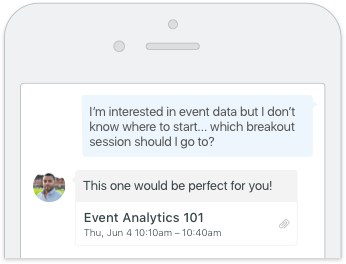 I'm interested in event data but I don't
know where to start... which breakout
session should I go to?
This one would be perfect for you!
Event Analytics 101
Thu, Jun 4 10:10am – 10:40am